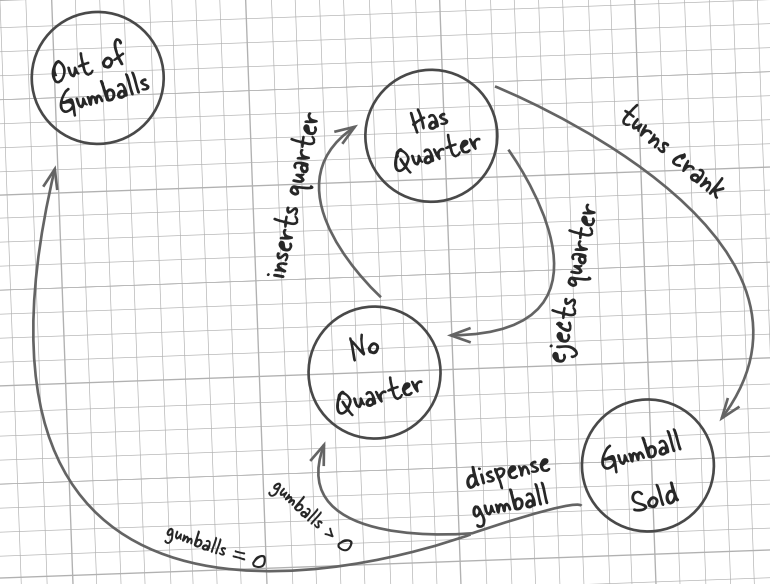 Out of
Gumballs
Has
Quarter
turns crank
inserts quarter
ejects quarter
No
Quarter
Gumball
Sold
dispense
gumball
gumballs > 0
gumballs = 0